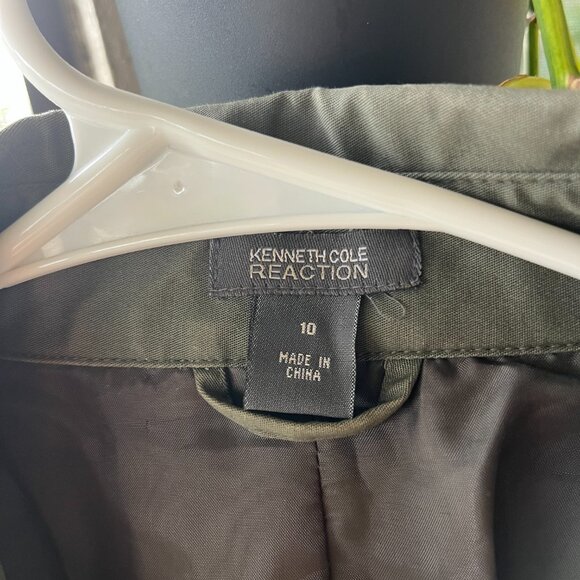 KENNETH COLE
REACTION
10
MADE IN
CHINA